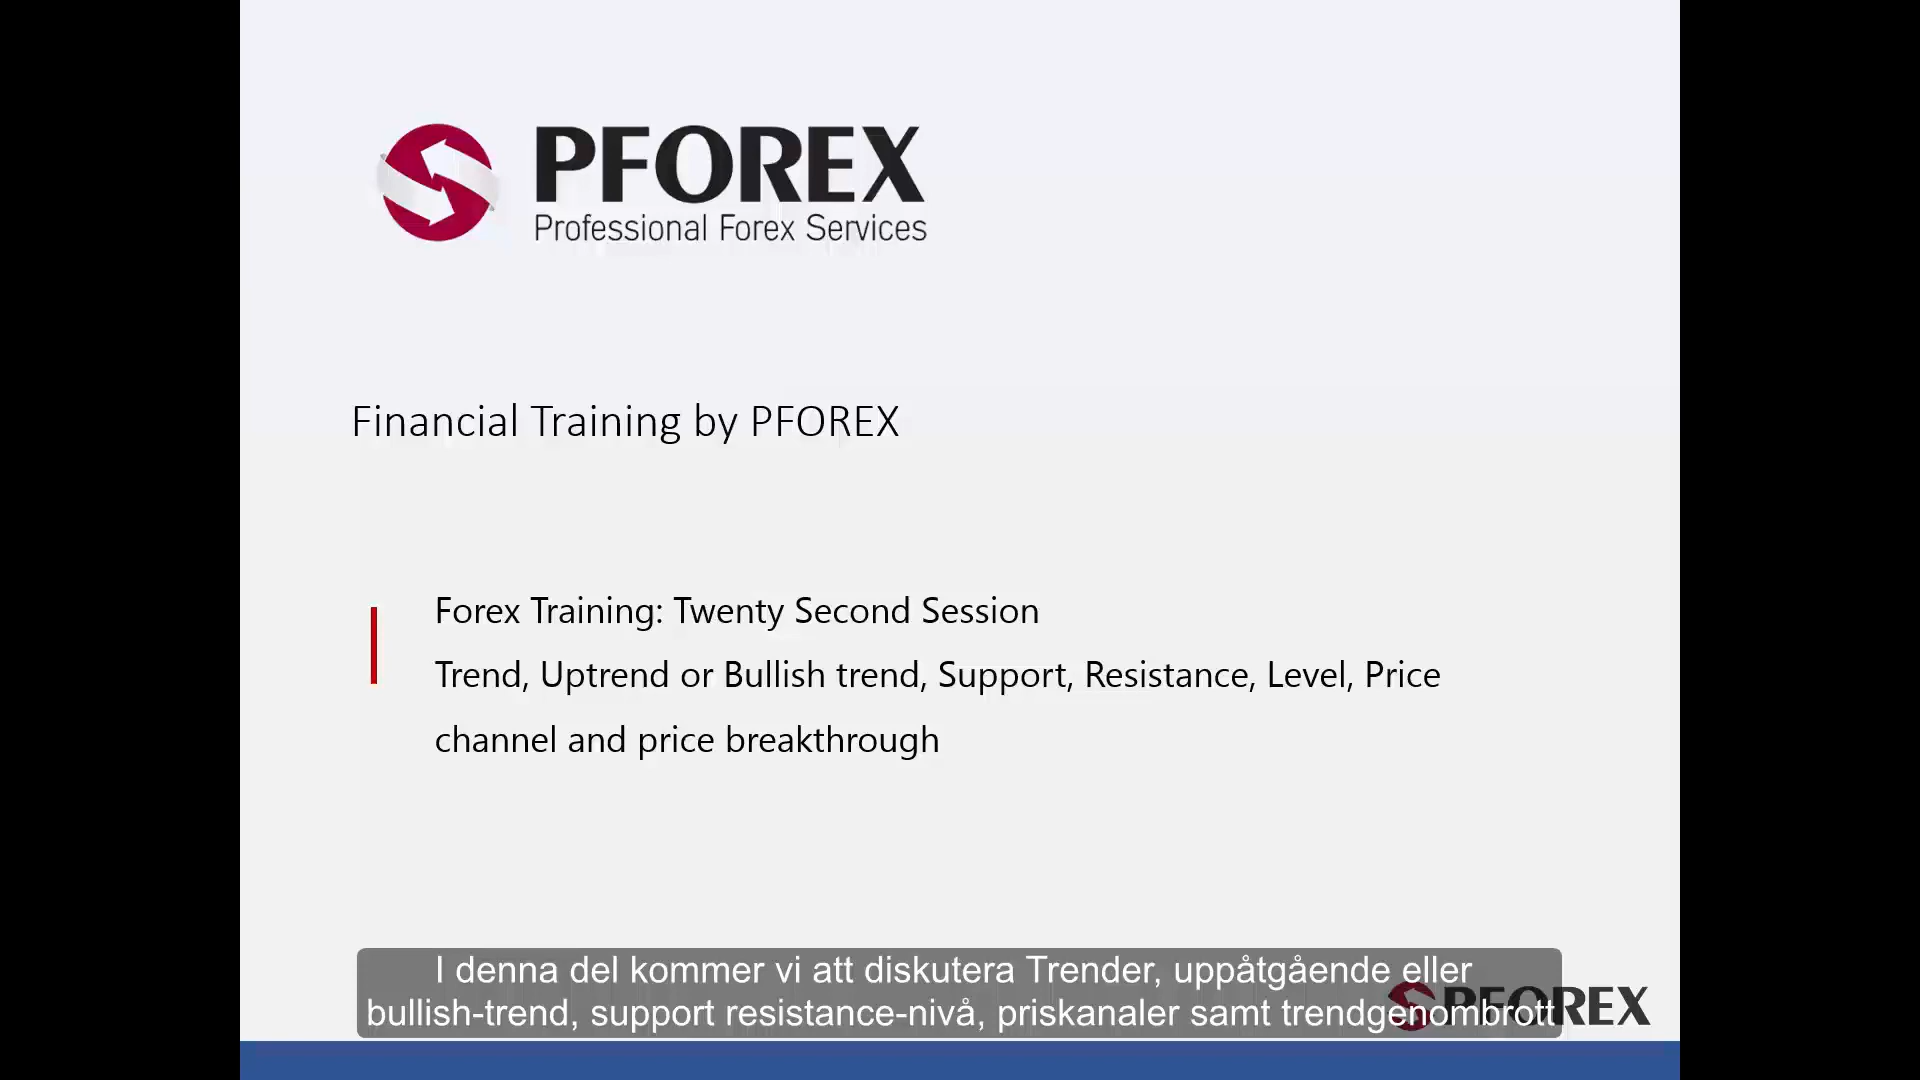 PFOREX
Professional Forex Services
Financial Training by PFOREX
Forex Training: Twenty Second Session
Trend, Uptrend or Bullish trend, Support, Resistance, Level, Price
channel and price breakthrough
I denna del kommer vi att diskutera Trender, uppåtgående eller
bullish-trend, support resistance-nivå, priskanaler samt trendgenombrott
PFOREX